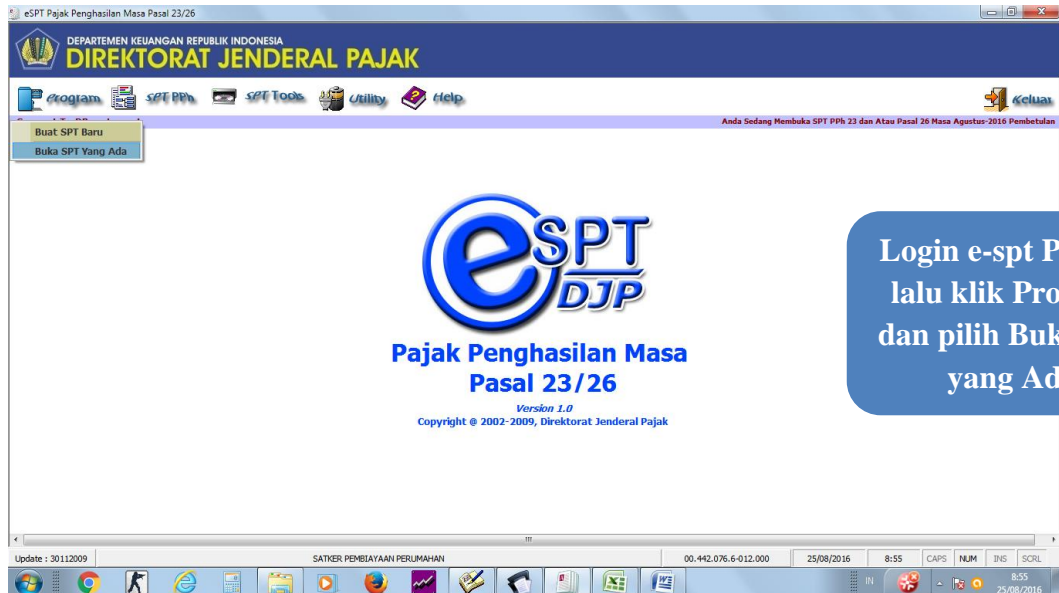 eSPT Pajak Penghasilan Masa Pasal 23/26
DEPARTEMEN KEUANGAN REPUBLIK INDONESIA
DIREKTORAT JENDERAL PAJAK
Program SPT PPh SPT Tools Utility Help Keluar
Anda Sedang Membuka SPT PPh 23 dan Atau Pasal 26 Masa Agustus-2016 Pembetulan
Buat SPT Baru
Buka SPT Yang Ada
eSPT
DJP
Pajak Penghasilan Masa
Pasal 23/26
Version 1.0
Copyright @ 2002-2009, Direktorat Jenderal Pajak
Login e-spt P
lalu klik Pro
dan pilih Buk
yang Ad
Update : 30112009 SATKER PEMBIAYAAN PERUMAHAN 00.442.076.6-012.000 25/08/2016 8:55 CAPS NUM INS SCRL
IN 8:55
25/08/2016